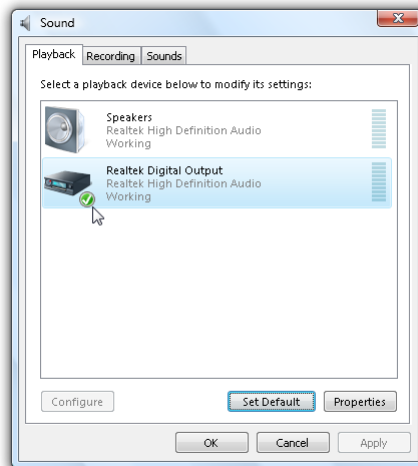 Sound
Playback Recording Sounds
Select a playback device below to modify its settings:
Speakers
Realtek High Definition Audio
Working
Realtek Digital Output
Realtek High Definition Audio
Working
Configure Set Default Properties
OK Cancel Apply